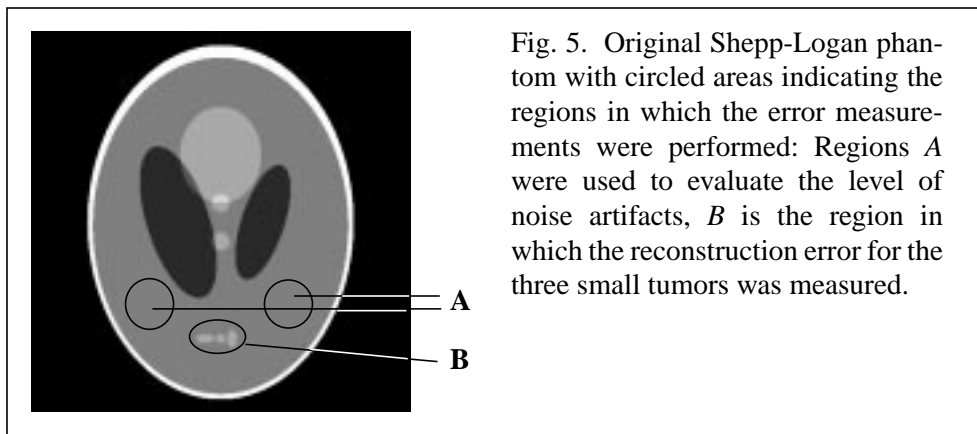 Fig. 5. Original Shepp-Logan phan-
tom with circled areas indicating the
regions in which the error measure-
ments were performed: Regions A
were used to evaluate the level of
noise artifacts, B is the region in
which the reconstruction error for the
three small tumors was measured.
A
B